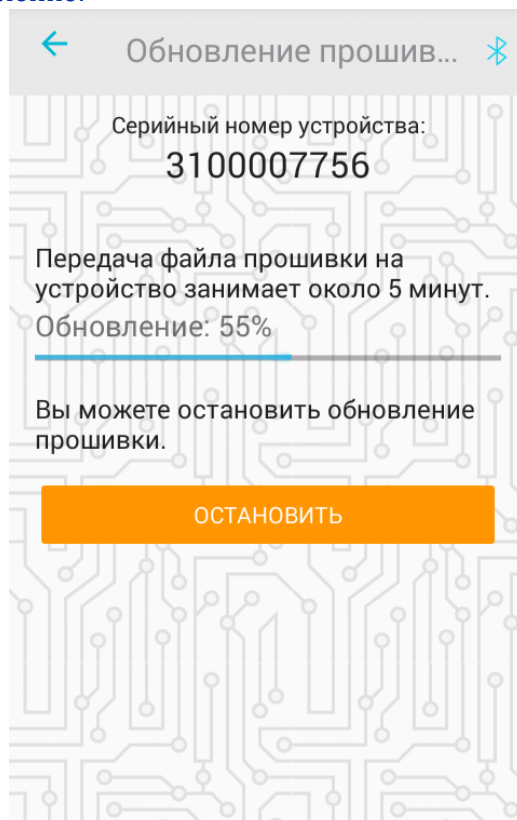 Обновление прошив...
Серийный номер устройства:
3100007756
Передача файла прошивки на
устройство занимает около 5 минут.
Обновление: 55%
Вы можете остановить обновление
прошивки.
ОСТАНОВИТЬ